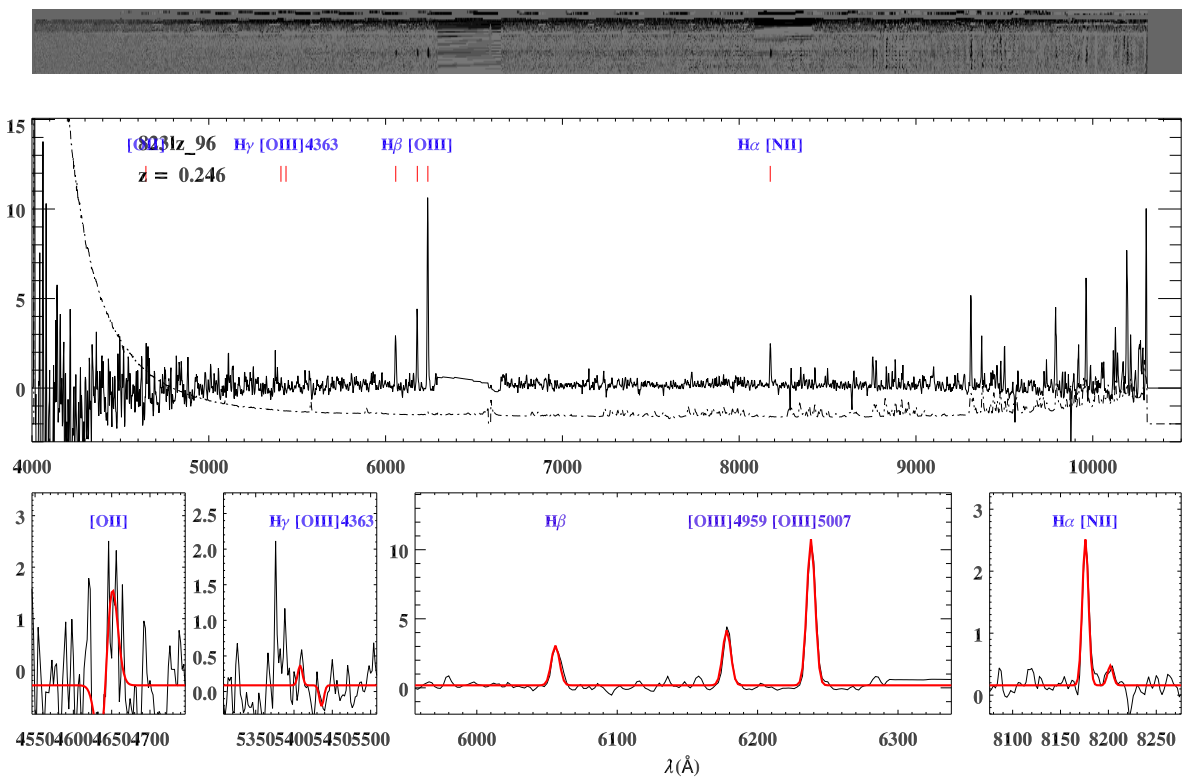 15
[OII] Hγ [OIII]4363 Hβ [OIII] Hα [NII]
823lz_96
z = 0.246
10
5
0
4000 5000 6000 7000 8000 9000 10000
[OII] Hγ [OIII]4363 Hβ [OIII]4959 [OIII]5007 Hα [NII]
3 2.5 10 3
2 2.0 5 2
1 1.5 0 1
0 1.0 0
0.5
0.0
4550 4600 4650 4700 5350 5400 5450 5500 6000 6100 6200 6300 8100 8150 8200 8250
λ(Å)